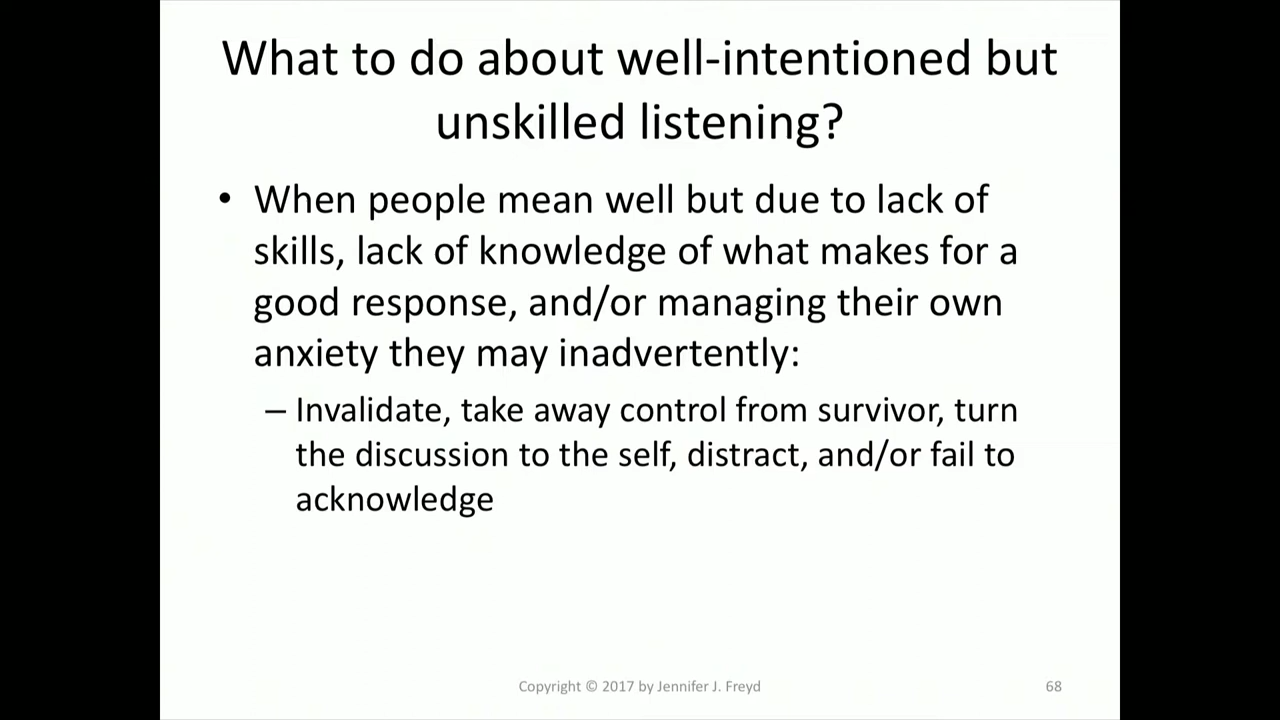 What to do about well-intentioned but
unskilled listening?
• When people mean well but due to lack of
skills, lack of knowledge of what makes for a
good response, and/or managing their own
anxiety they may inadvertently:
– Invalidate, take away control from survivor, turn
the discussion to the self, distract, and/or fail to
acknowledge
Copyright © 2017 by Jennifer J. Freyd
68